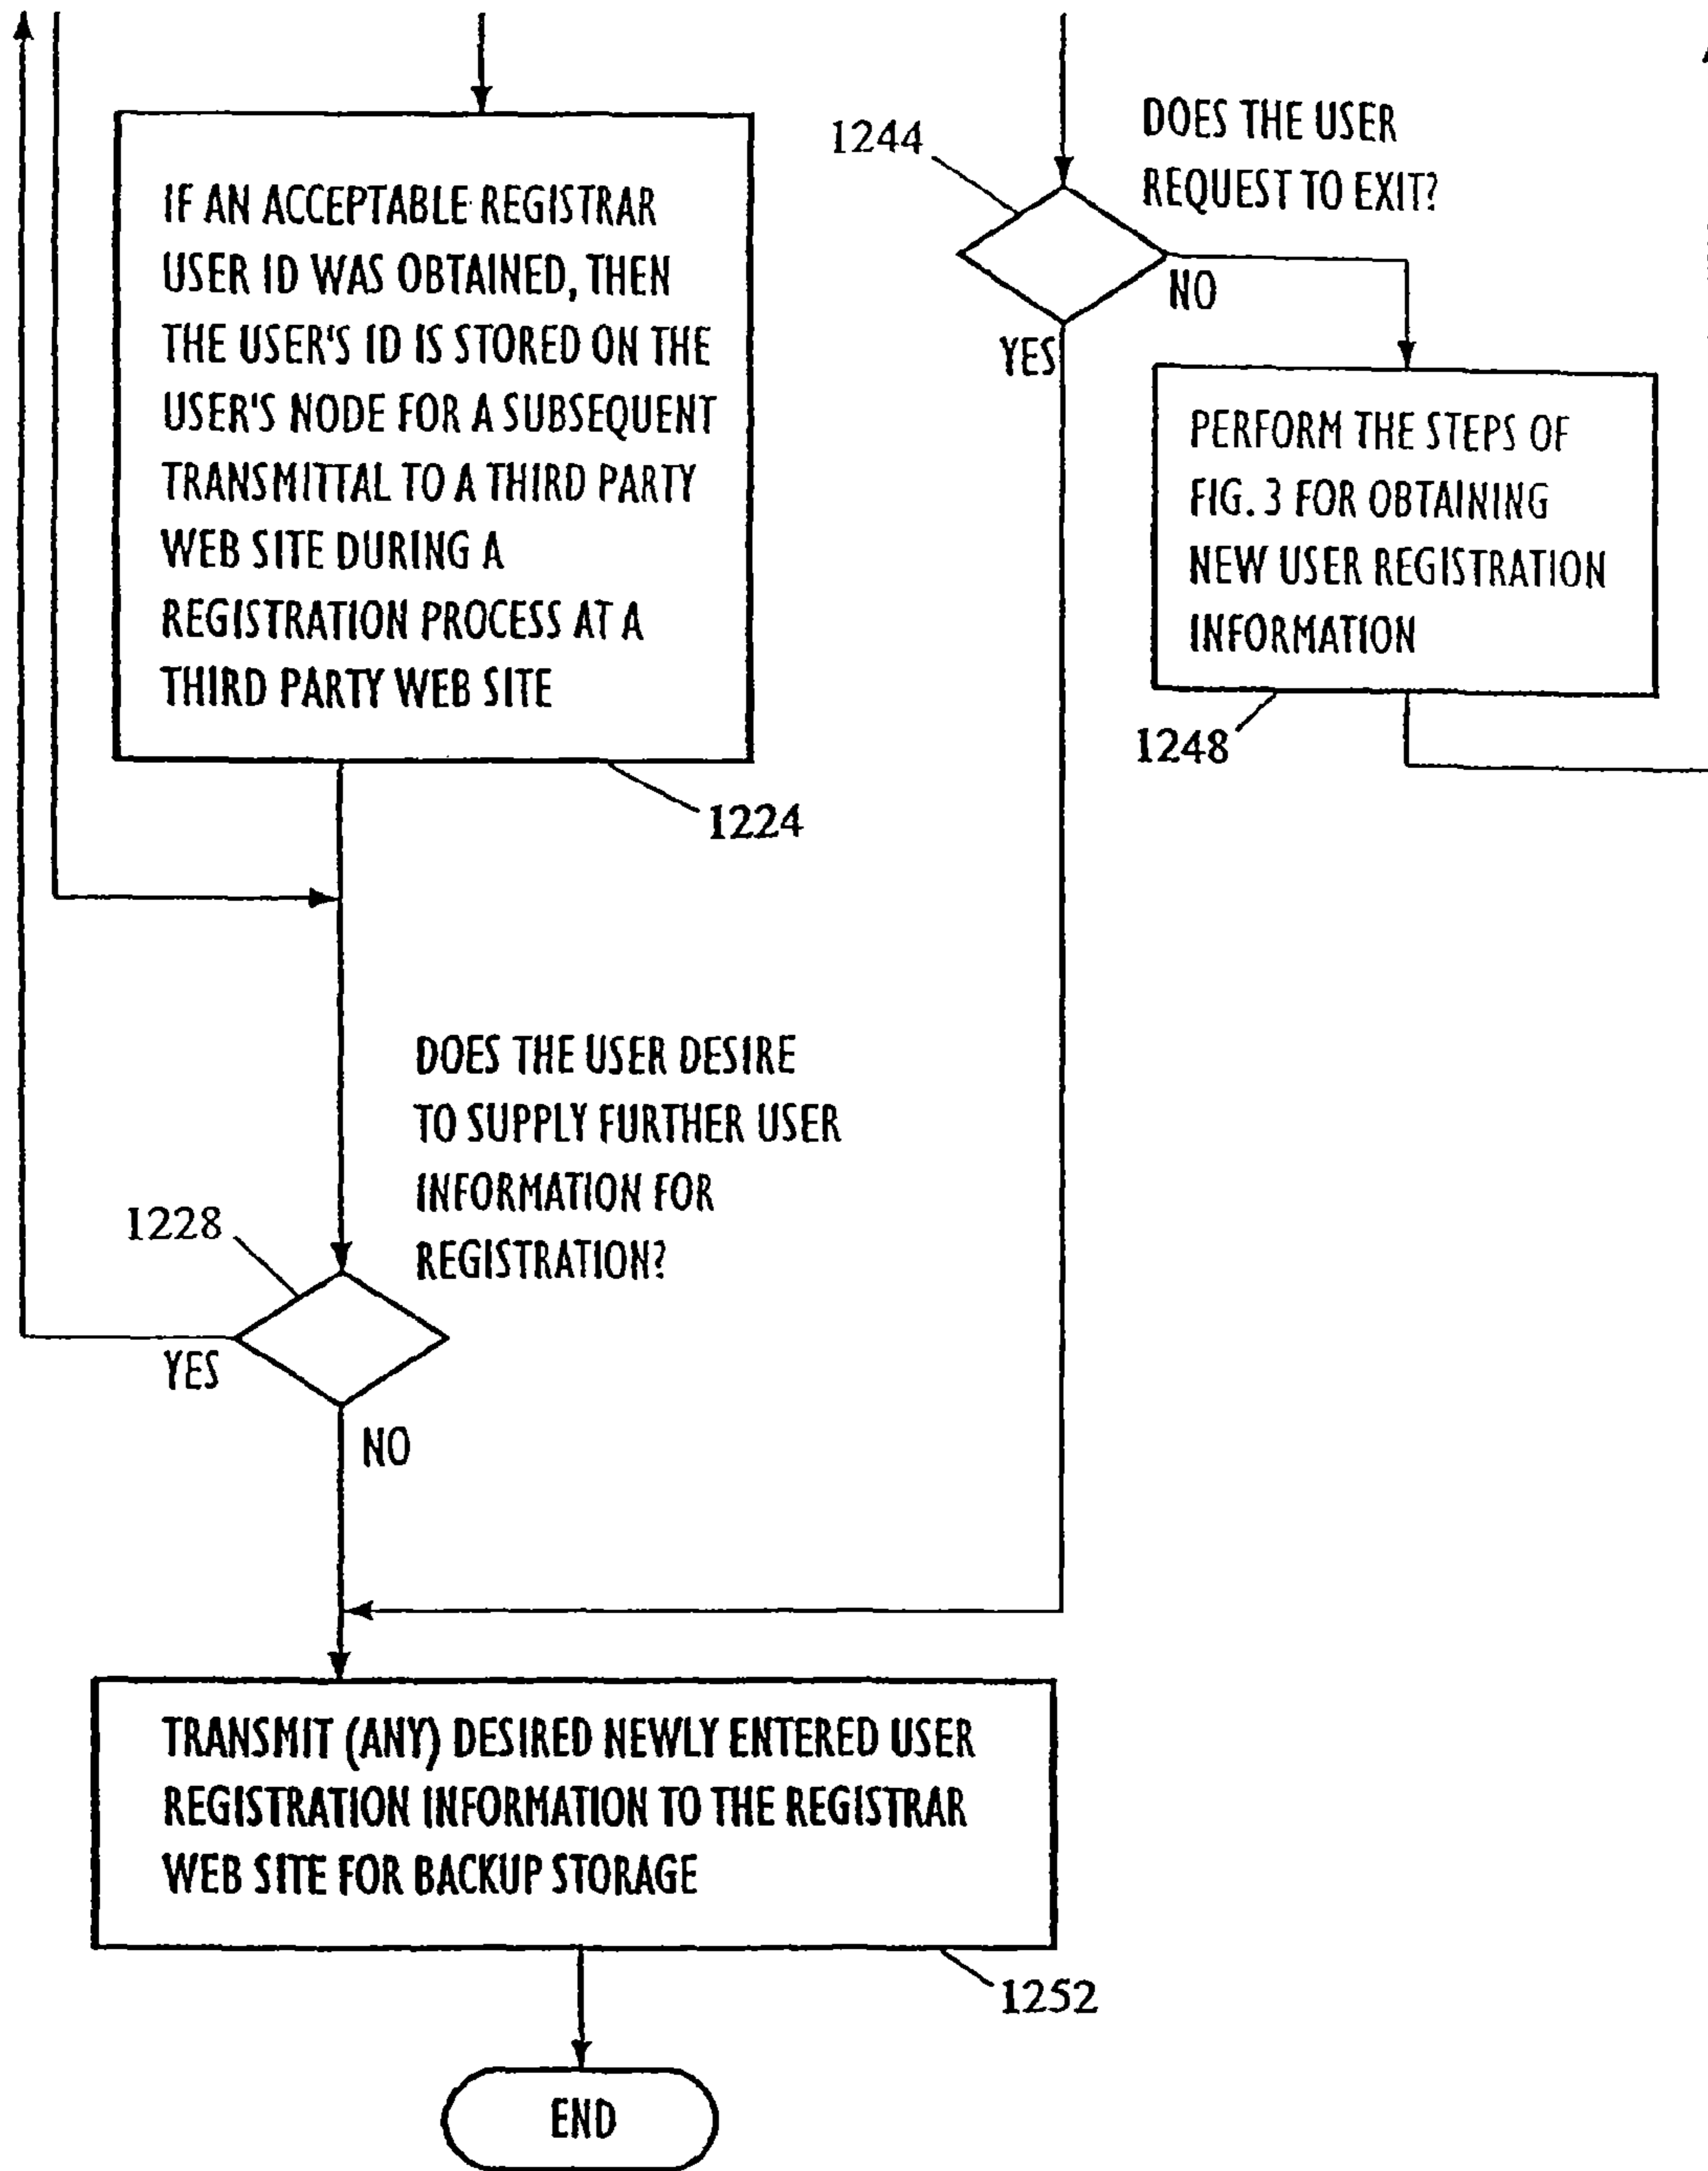 IF AN ACCEPTABLE REGISTRAR
USER ID WAS OBTAINED, THEN
THE USER'S ID IS STORED ON THE
USER'S NODE FOR A SUBSEQUENT
TRANSMITTAL TO A THIRD PARTY
WEB SITE DURING A
REGISTRATION PROCESS AT A
THIRD PARTY WEB SITE
1224
1244
DOES THE USER
REQUEST TO EXIT?
NO
YES
PERFORM THE STEPS OF
FIG. 3 FOR OBTAINING
NEW USER REGISTRATION
INFORMATION
1248
DOES THE USER DESIRE
TO SUPPLY FURTHER USER
INFORMATION FOR
REGISTRATION?
1228
YES
NO
TRANSMIT (ANY) DESIRED NEWLY ENTERED USER
REGISTRATION INFORMATION TO THE REGISTRAR
WEB SITE FOR BACKUP STORAGE
1252
END